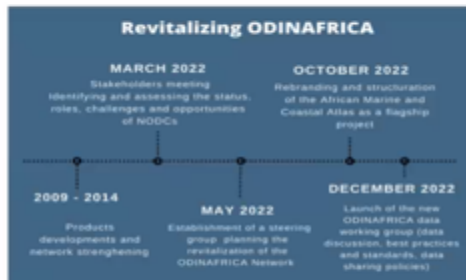 Revitalizing ODINAFRICA
MARCH 2022
Stakeholders meeting
Identifying and assessing the status,
roles, challenges and opportunities
of NODCs
OCTOBER 2022
Rebranding and structuration
of the African Marine and
Coastal Atlas as a flagship
project
2009 - 2014
Products
developments and
network strenghening
MAY 2022
Establishment of a steering
group planning the
revitalization of the
ODINAFRICA Network
DECEMBER 2022
Launch of the new
ODINAFRICA data
working group (data
discussion, best practices
and standards, data
sharing policies)